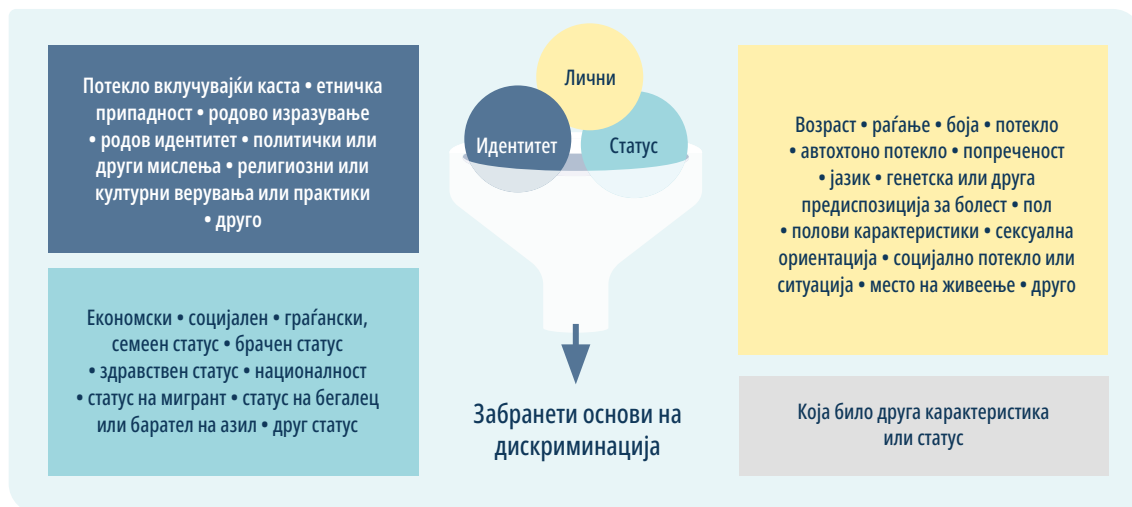 Потекло вклучувајќи каста • етничка
припадност • родово изразување
• родов идентитет • политички или
други мислења • религиозни или
културни верувања или практики
• друго
Економски • социјален • граѓански,
семеен статус • брачен статус
• здравствен статус • националност
• статус на мигрант • статус на бегалец
или барател на азил • друг статус
Лични
Идентитет
Статус
Забранети основи на
дискриминација
Возраст • раѓање • боја • потекло
• автохтоно потекло • попреченост
• јазик • генетска или друга
предиспозиција за болест • пол
• полови карактеристики • сексуална
ориентација • социјално потекло или
ситуација • место на живеење • друго
Која било друга карактеристика
или статус